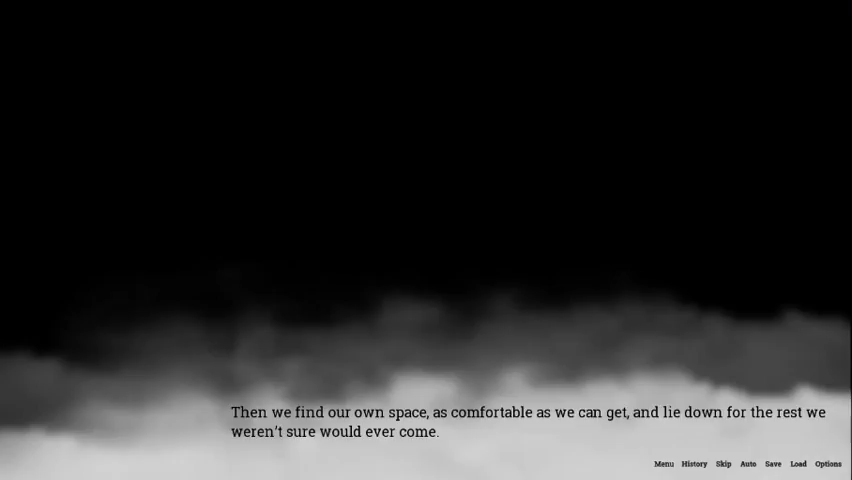 Then we find our own space, as comfortable as we can get, and lie down for the rest we
weren't sure would ever come.
Menu History Skip Auto Save Load Options